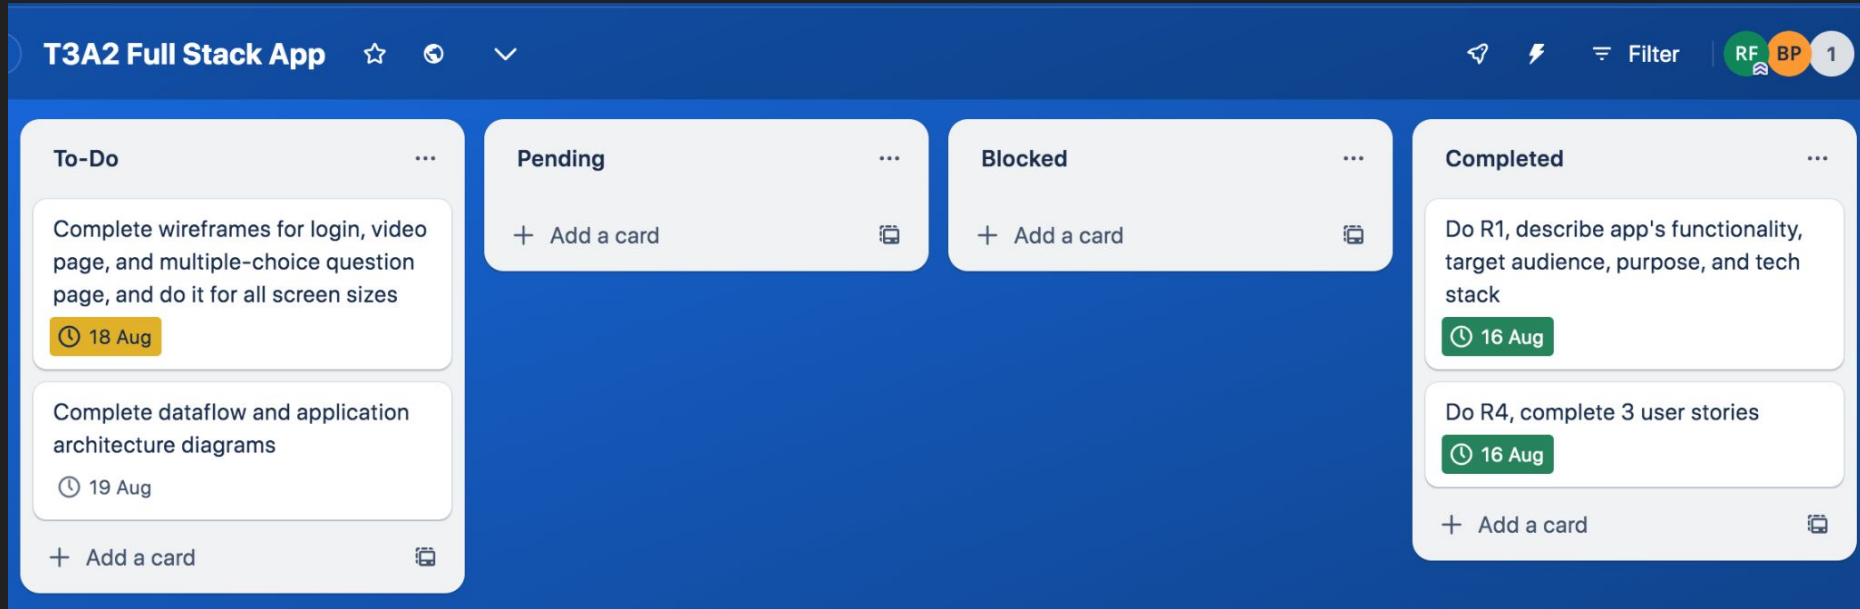 T3A2 Full Stack App
Filter
RF
BP
1
To-Do
Complete wireframes for login, video
page, and multiple-choice question
page, and do it for all screen sizes
18 Aug
Complete dataflow and application
architecture diagrams
19 Aug
+ Add a card
Pending
+ Add a card
Blocked
+ Add a card
Completed
Do R1, describe app's functionality,
target audience, purpose, and tech
stack
16 Aug
Do R4, complete 3 user stories
16 Aug
+ Add a card